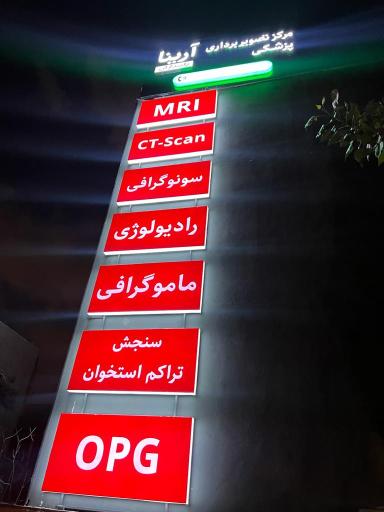 مرکز تصویر برداری
پزشکی
آرینا
MRI
CT-Scan
سونوگرافی
رادیولوژی
ماموگرافی
سنجش
تراکم استخوان
OPG